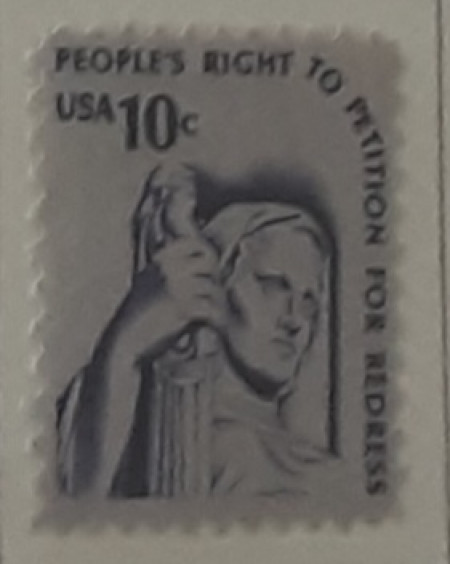 PEOPLE'S RIGHT TO PETITION FOR REDRESS
USA 10c